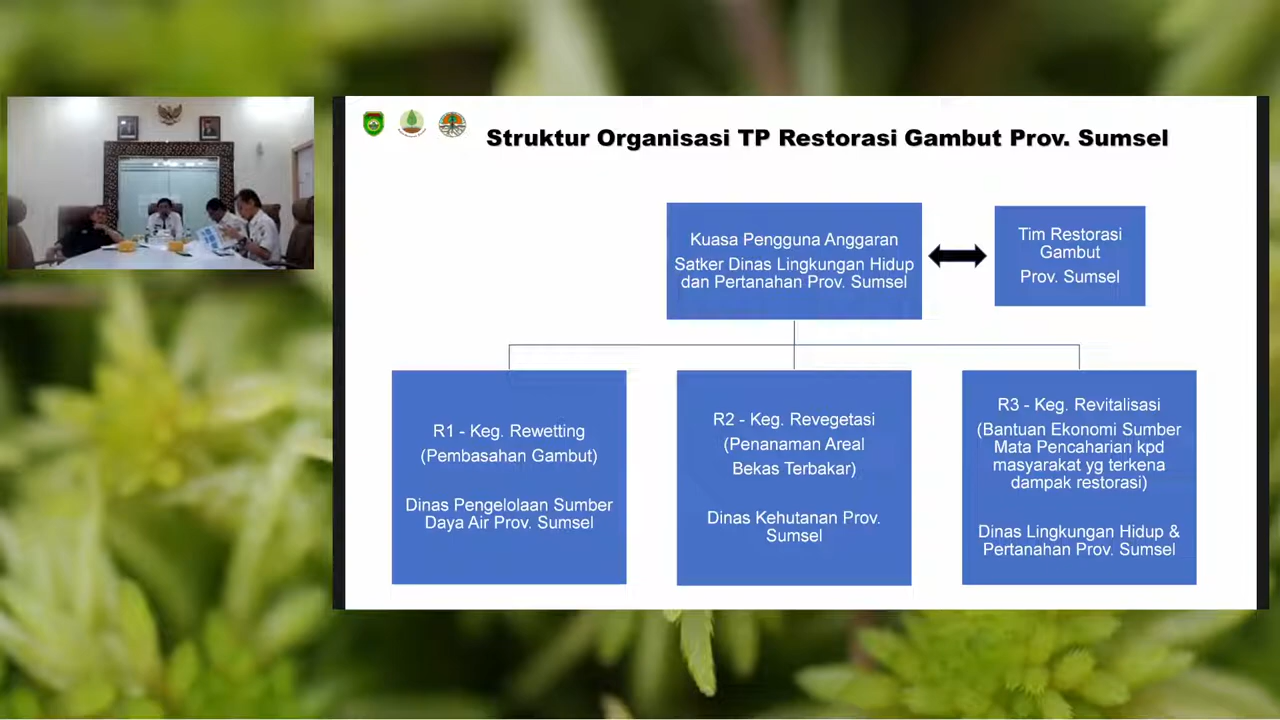 Struktur Organisasi TP Restorasi Gambut Prov. Sumsel
Kuasa Pengguna Anggaran
Satker Dinas Lingkungan Hidup
dan Pertanahan Prov. Sumsel
Tim Restorasi
Gambut
Prov. Sumsel
R1 - Keg. Rewetting
(Pembasahan Gambut)
Dinas Pengelolaan Sumber
Daya Air Prov. Sumsel
R2 - Keg. Revegetasi
(Penanaman Areal
Bekas Terbakar)
Dinas Kehutanan Prov.
Sumsel
R3 - Keg. Revitalisasi
(Bantuan Ekonomi Sumber
Mata Pencaharian kpd
masyarakat yg terkena
dampak restorasi)
Dinas Lingkungan Hidup &
Pertanahan Prov. Sumsel